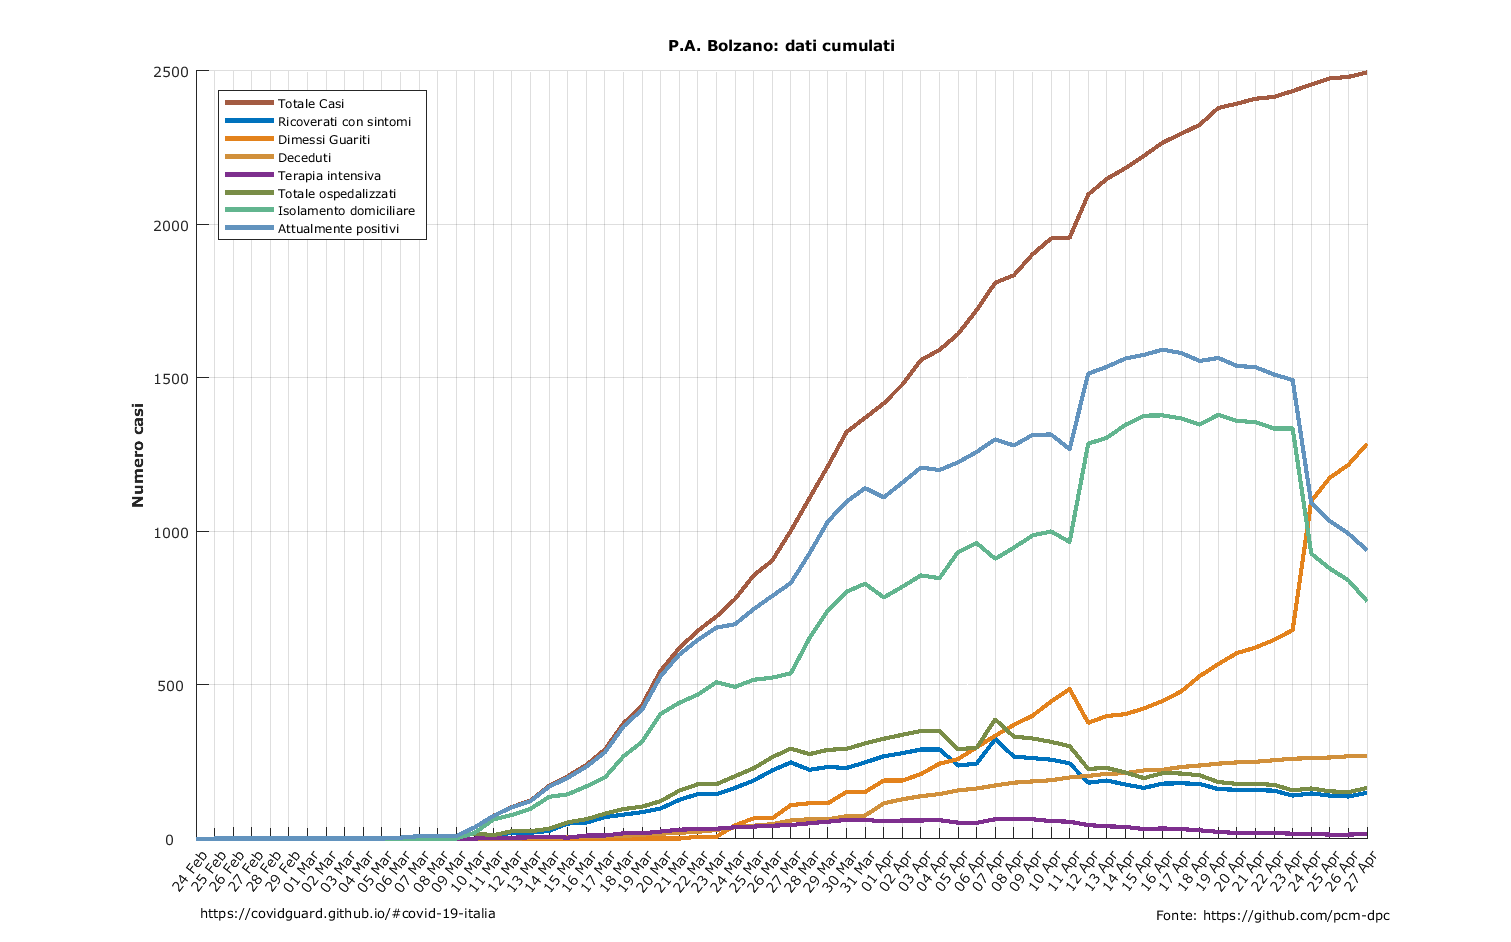 P.A. Bolzano: dati cumulati
2500
2000
1500
1000
500
0
Numero casi
Totale Casi
Ricoverati con sintomi
Dimessi Guariti
Deceduti
Terapia intensiva
Totale ospedalizzati
Isolamento domiciliare
Attualmente positivi
24 Feb
25 Feb
26 Feb
27 Feb
28 Feb
29 Feb
01 Mar
02 Mar
03 Mar
04 Mar
05 Mar
06 Mar
07 Mar
08 Mar
09 Mar
10 Mar
11 Mar
12 Mar
13 Mar
14 Mar
15 Mar
16 Mar
17 Mar
18 Mar
19 Mar
20 Mar
21 Mar
22 Mar
23 Mar
24 Mar
25 Mar
26 Mar
27 Mar
28 Mar
29 Mar
30 Mar
31 Mar
01 Apr
02 Apr
03 Apr
04 Apr
05 Apr
06 Apr
07 Apr
08 Apr
09 Apr
10 Apr
11 Apr
12 Apr
13 Apr
14 Apr
15 Apr
16 Apr
17 Apr
18 Apr
19 Apr
20 Apr
21 Apr
22 Apr
23 Apr
24 Apr
25 Apr
26 Apr
27 Apr
https://covidguard.github.io/#covid-19-italia
Fonte: https://github.com/pcm-dpc